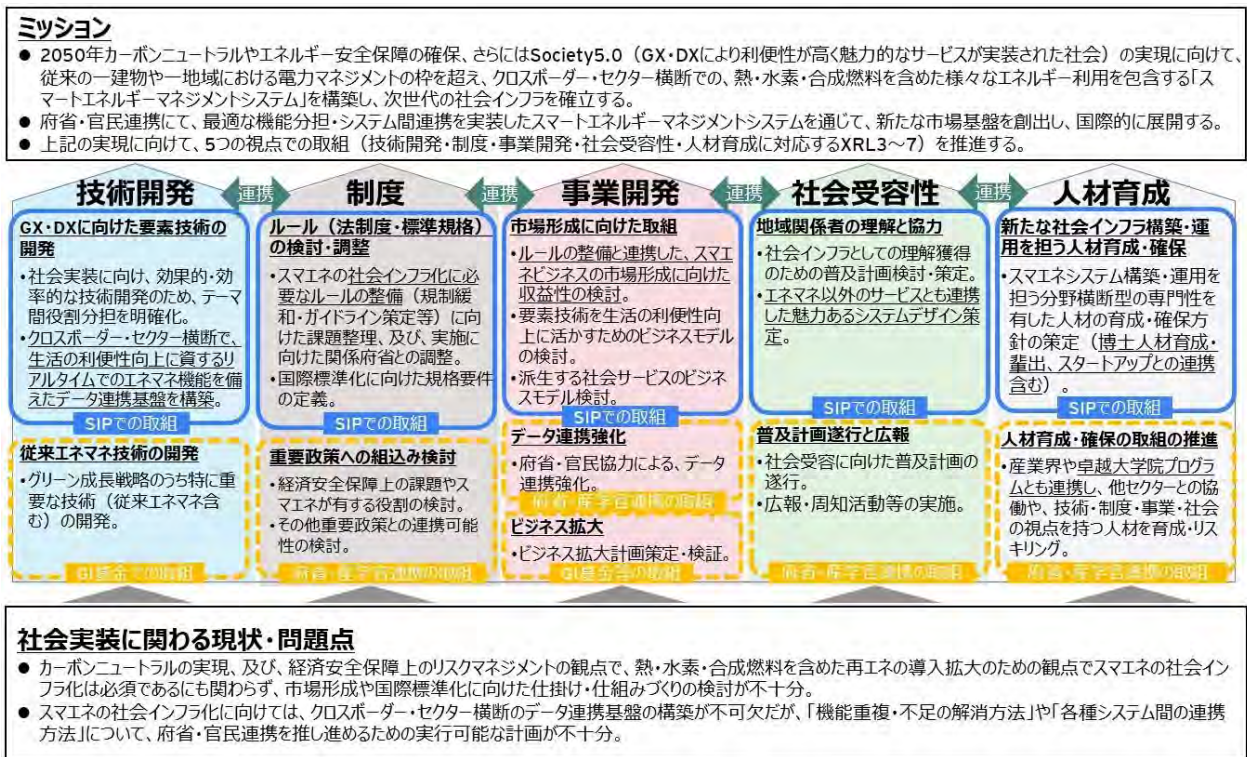 ミッション
● 2050年カーボンニュートラルやエネルギー安全保障の確保、さらにはSociety5.0（GX・DXにより利便性が高く魅力的なサービスが実装された社会）の実現に向けて、
従来の一建物や一地域における電力マネジメントの枠を超え、クロスボーダー・セクター横断での、熱・水素・合成燃料を含めた様々なエネルギー利用を包含する「ス
マートエネルギーマネジメントシステム」を構築し、次世代の社会インフラを確立する。
● 府省・官民連携にて、最適な機能分担・システム間連携を実装したスマートエネルギーマネジメントシステムを通じて、新たな市場基盤を創出し、国際的に展開する。
● 上記の実現に向けて、5つの視点での取組（技術開発・制度・事業開発・社会受容性・人材育成に対応するXRL3～7）を推進する。
技術開発
連携
制度
連携
事業開発
連携
社会受容性
連携
人材育成
GX・DXに向けた要素技術の
開発
・社会実装に向け、効果的・効
率的な技術開発のため、テーマ
間役割分担を明確化。
・クロスボーダー・セクター横断で、
生活の利便性向上に資するリ
アルタイムでのエネマネ機能を備
えたデータ連携基盤を構築。
SIPでの取組
従来エネマネ技術の開発
・グリーン成長戦略のうち特に重
要な技術（従来エネマネ含
む）の開発。
GI基金での取組
ルール（法制度・標準規格）
の検討・調整
・スマエネの社会インフラ化に必
要なルールの整備（規制緩
和・ガイドライン策定等）に向
けた課題整理、及び、実施に
向けた関係府省との調整。
・国際標準化に向けた規格要件
の定義。
SIPでの取組
重要政策への組込み検討
・経済安全保障上の課題やス
マエネが有する役割の検討。
・その他重要政策との連携可能
性の検討。
府省・産学官連携の取組
市場形成に向けた取組
・ルールの整備と連携した、スマエ
ネビジネスの市場形成に向けた
収益性の検討。
・要素技術を生活の利便性向
上に活かすためのビジネスモデル
の検討。
・派生する社会サービスのビジネ
スモデル検討。
SIPでの取組
データ連携強化
・府省・官民協力による、データ
連携強化。
府省・産学官連携の取組
ビジネス拡大
・ビジネス拡大計画策定・検証。
GI基金等の取組
地域関係者の理解と協力
・社会インフラとしての理解獲得
のための普及計画検討・策定。
・エネマネ以外のサービスとも連携
した魅力あるシステムデザイン策
定。
SIPでの取組
普及計画遂行と広報
・社会受容に向けた普及計画の
遂行。
・広報・周知活動等の実施。
府省・産学官連携の取組
新たな社会インフラ構築・運
用を担う人材育成・確保
・スマエネシステム構築・運用を
担う分野横断型の専門性を
有した人材の育成・確保方
針の策定（博士人材育成・
輩出、スタートアップとの連携
含む）。
SIPでの取組
人材育成・確保の取組の推進
・産業界や卓越大学院プログラ
ムとも連携し、他セクターとの協
働や、技術・制度・事業・社会
の視点を持つ人材を育成・リス
キリング。
府省・産学官連携の取組
社会実装に関わる現状・問題点
● カーボンニュートラルの実現、及び、経済安全保障上のリスクマネジメントの観点で、熱・水素・合成燃料を含めた再エネの導入拡大のための観点でスマエネの社会イン
フラ化は必須であるにも関わらず、市場形成や国際標準化に向けた仕掛け・仕組みづくりの検討が不十分。
● スマエネの社会インフラ化に向けては、クロスボーダー・セクター横断のデータ連携基盤の構築が不可欠だが、「機能重複・不足の解消方法」や「各種システム間の連携
方法」について、府省・官民連携を推し進めるための実行可能な計画が不十分。